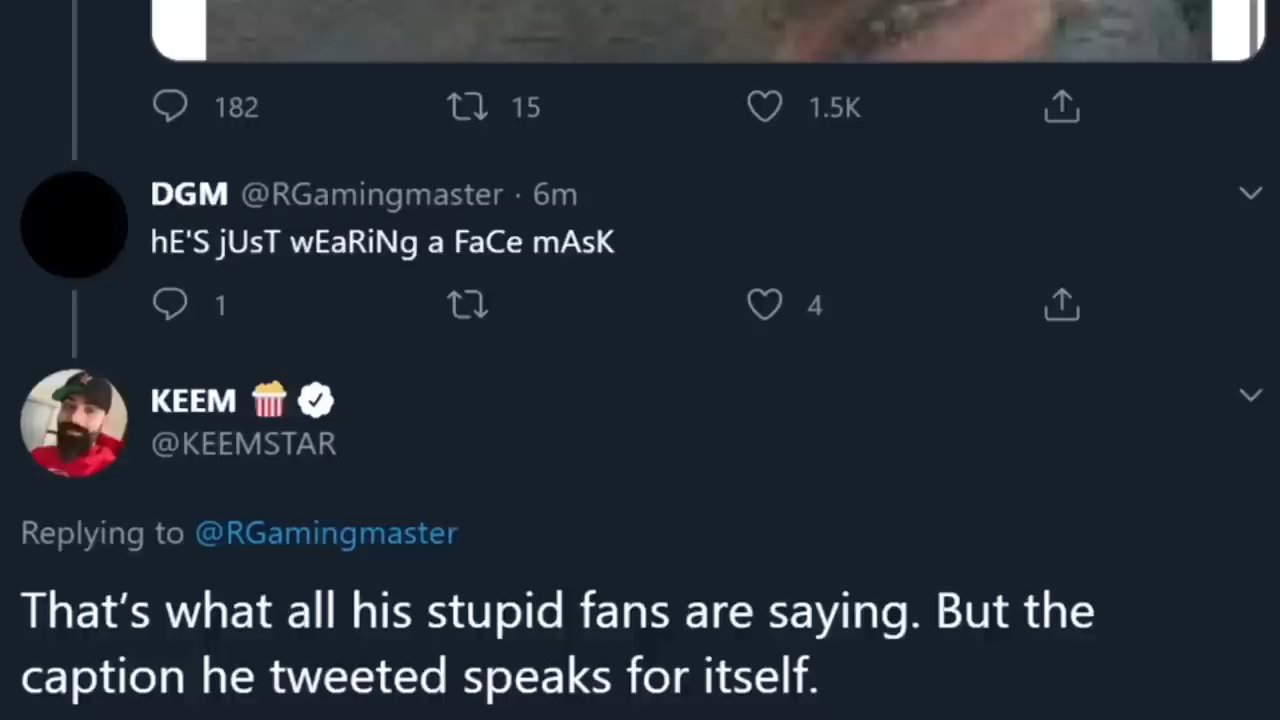 182 15 1.5K
DGM @RGamingmaster · 6m
hE'S jUsT wEaRiNg a FaCe mAsK
1 4
KEEM 🍿
@KEEMSTAR
Replying to @RGamingmaster
That's what all his stupid fans are saying. But the
caption he tweeted speaks for itself.